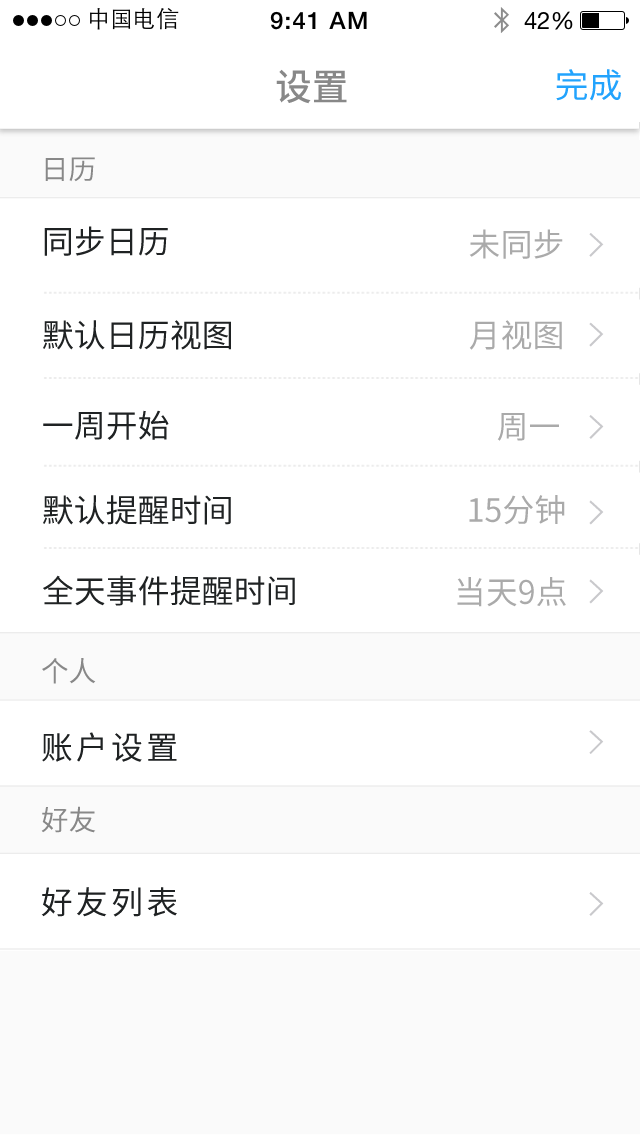 中国电信 9:41 AM 42%
设置 完成
日历
同步日历 未同步
默认日历视图 月视图
一周开始 周一
默认提醒时间 15分钟
全天事件提醒时间 当天9点
个人
账户设置
好友
好友列表